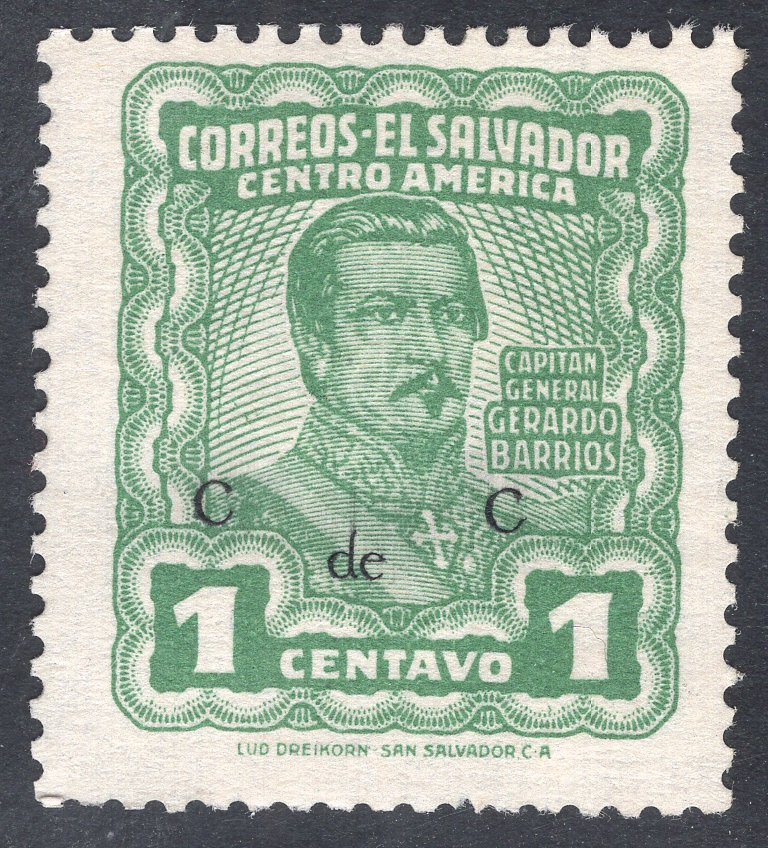 CORREOS-EL SALVADOR
CENTRO AMERICA
CAPITAN
GENERAL
GERARDO
BARRIOS
C C
de
1 CENTAVO 1
LUD DREIKORN-SAN SALVADOR, C-A